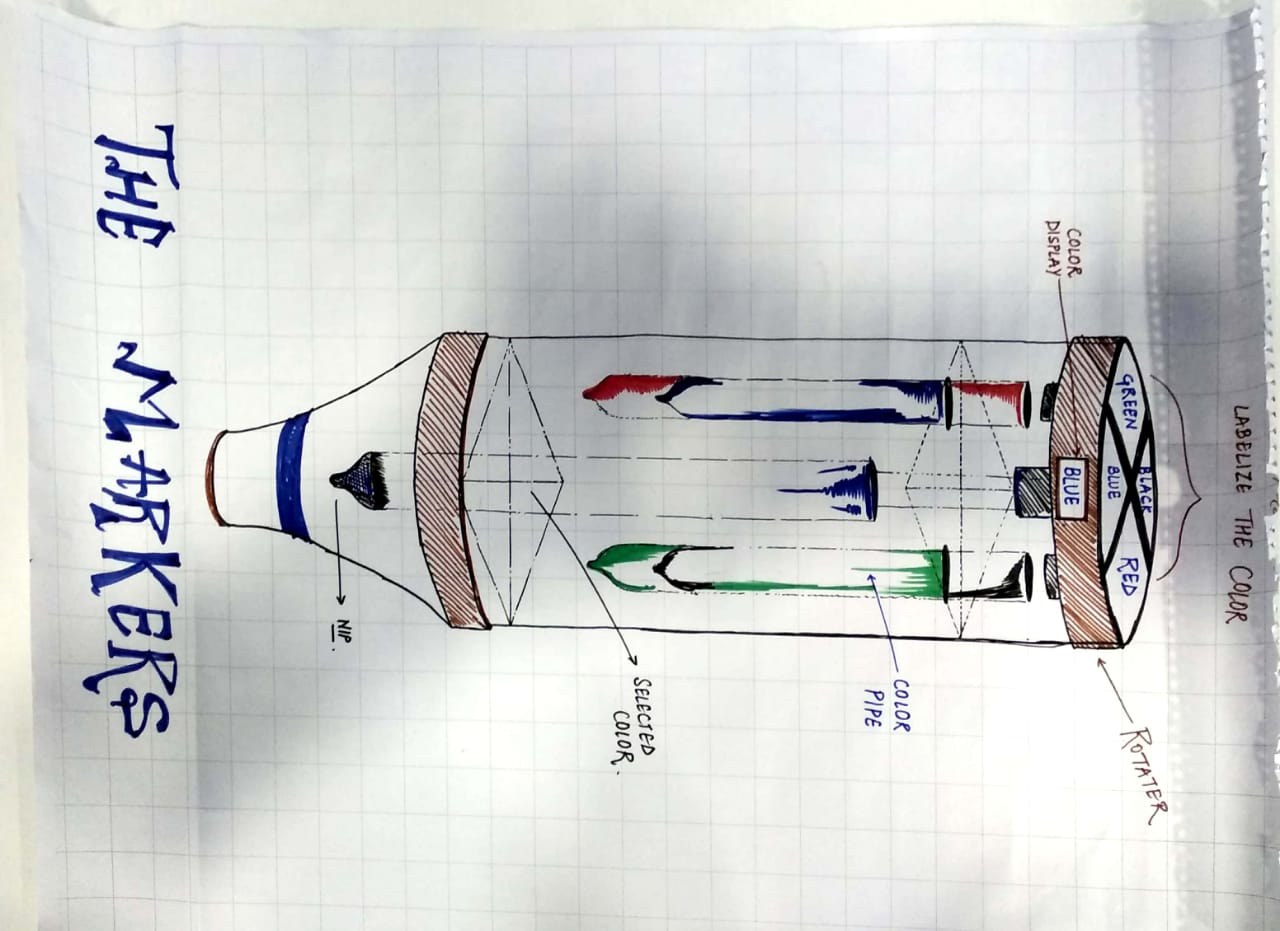 LABELIZE THE COLOR
GREEN
BLACK
BLUE
RED
BLUE
COLOR
DISPLAY
ROTATER
COLOR
PIPE
SELECTED
COLOR.
NIP.
THE MARKERS